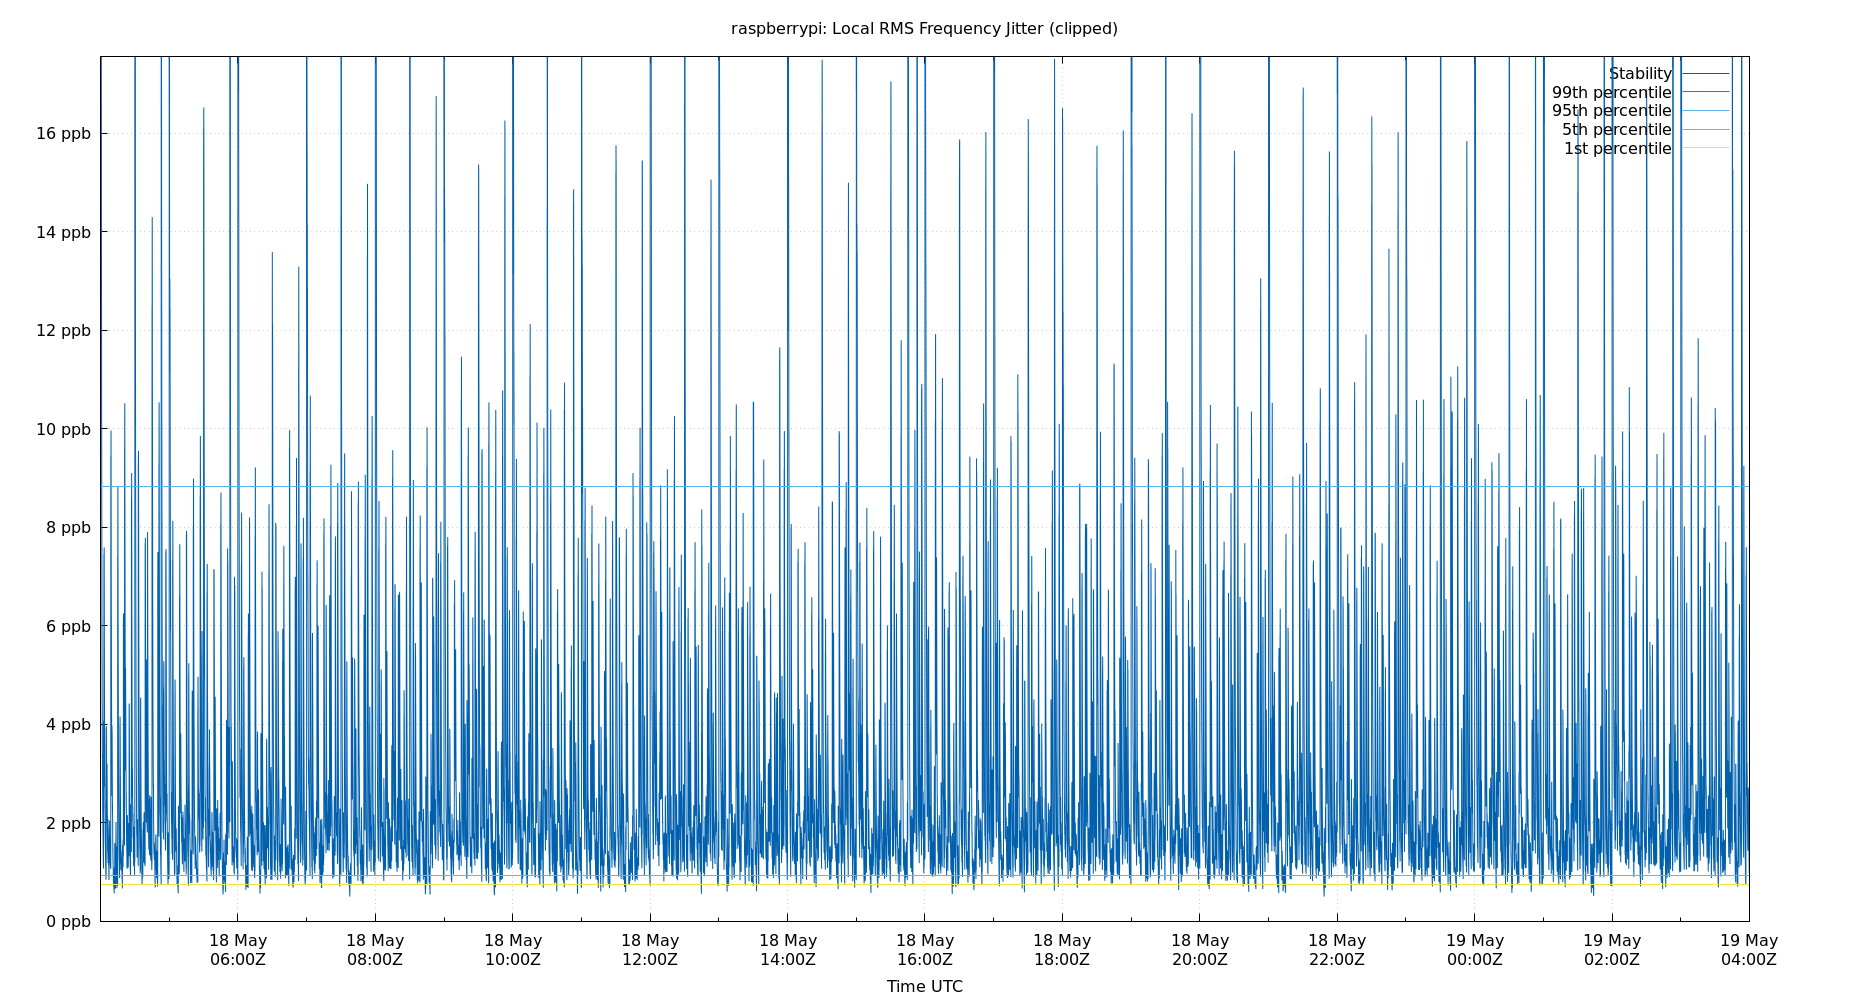 raspberrypi: Local RMS Frequency Jitter (clipped)
Stability
99th percentile
95th percentile
5th percentile
1st percentile
16 ppb
14 ppb
12 ppb
10 ppb
8 ppb
6 ppb
4 ppb
2 ppb
0 ppb
18 May 18 May 18 May 18 May 18 May 18 May 18 May 18 May 18 May 19 May 19 May 19 May
06:00Z 08:00Z 10:00Z 12:00Z 14:00Z 16:00Z 18:00Z 20:00Z 22:00Z 00:00Z 02:00Z 04:00Z
Time UTC